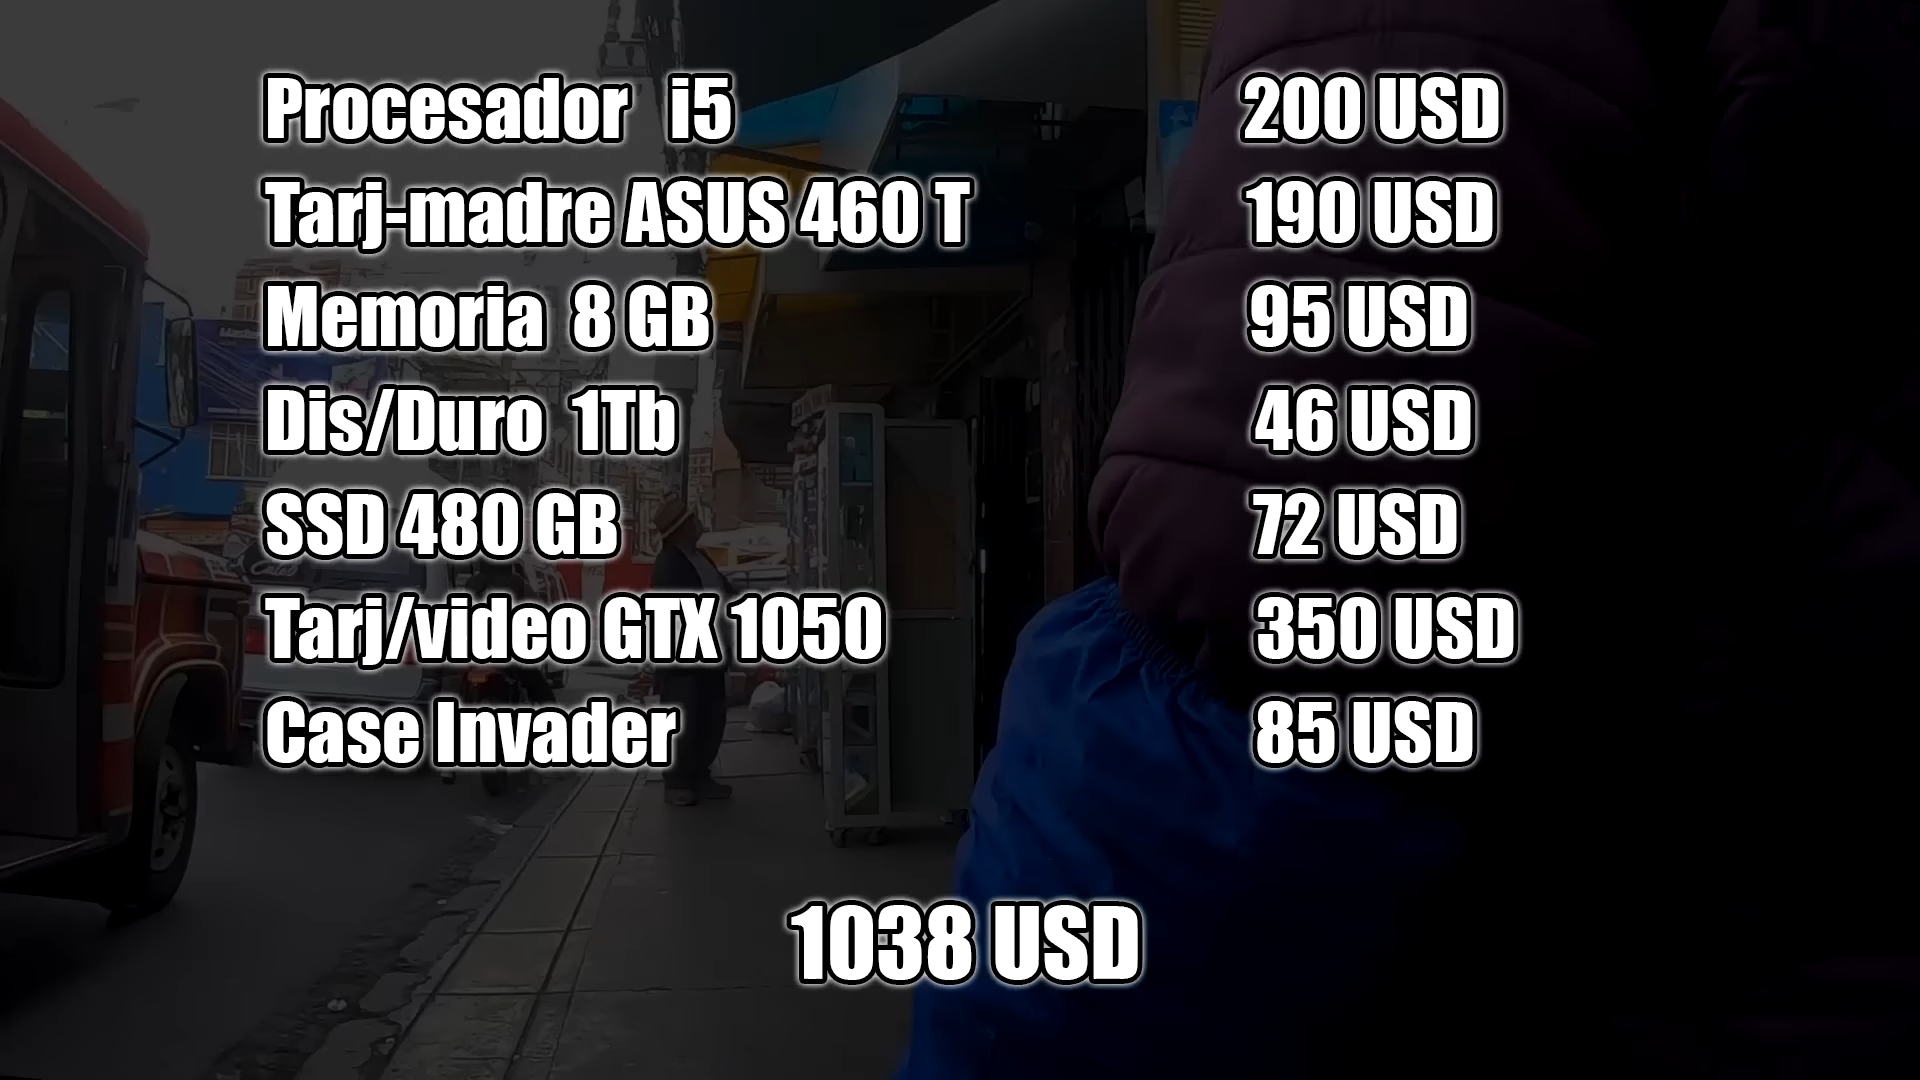 Procesador i5 200 USD
Tarj-madre ASUS 460 T 190 USD
Memoria 8 GB 95 USD
Dis/Duro 1Tb 46 USD
SSD 480 GB 72 USD
Tarj/video GTX 1050 350 USD
Case Invader 85 USD
1038 USD